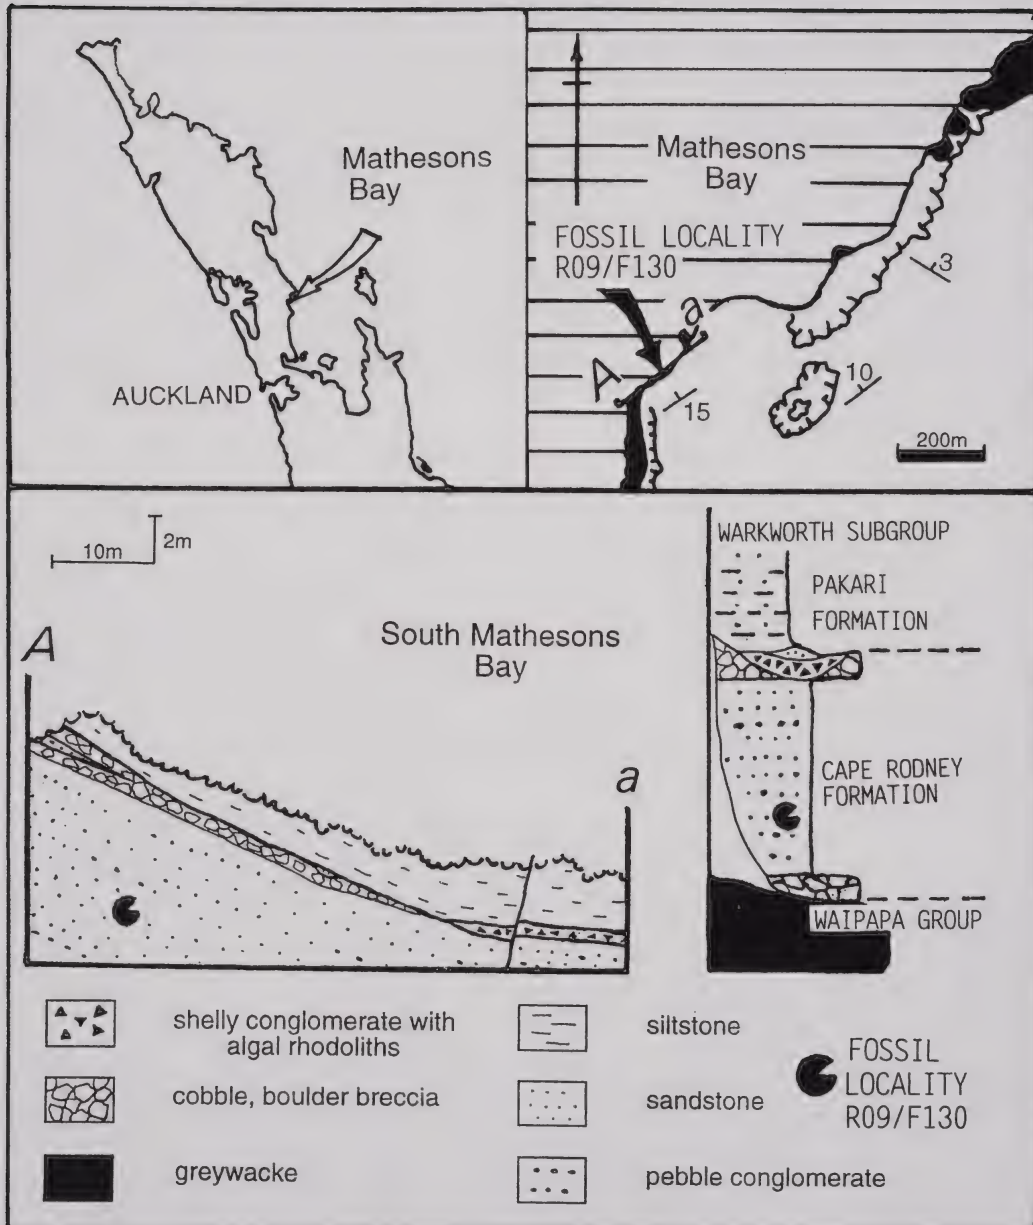 Mathesons
Bay
AUCKLAND
Mathesons
Bay
FOSSIL LOCALITY
R09/F130
A
a
3
10
15
200m
10m
2m
South Mathesons
Bay
A
a
WARKWORTH SUBGROUP
PAKARI
FORMATION
CAPE RODNEY
FORMATION
WAIPAPA GROUP
shelly conglomerate with
algal rhodoliths
cobble, boulder breccia
greywacke
siltstone
sandstone
pebble conglomerate
FOSSIL
LOCALITY
R09/F130